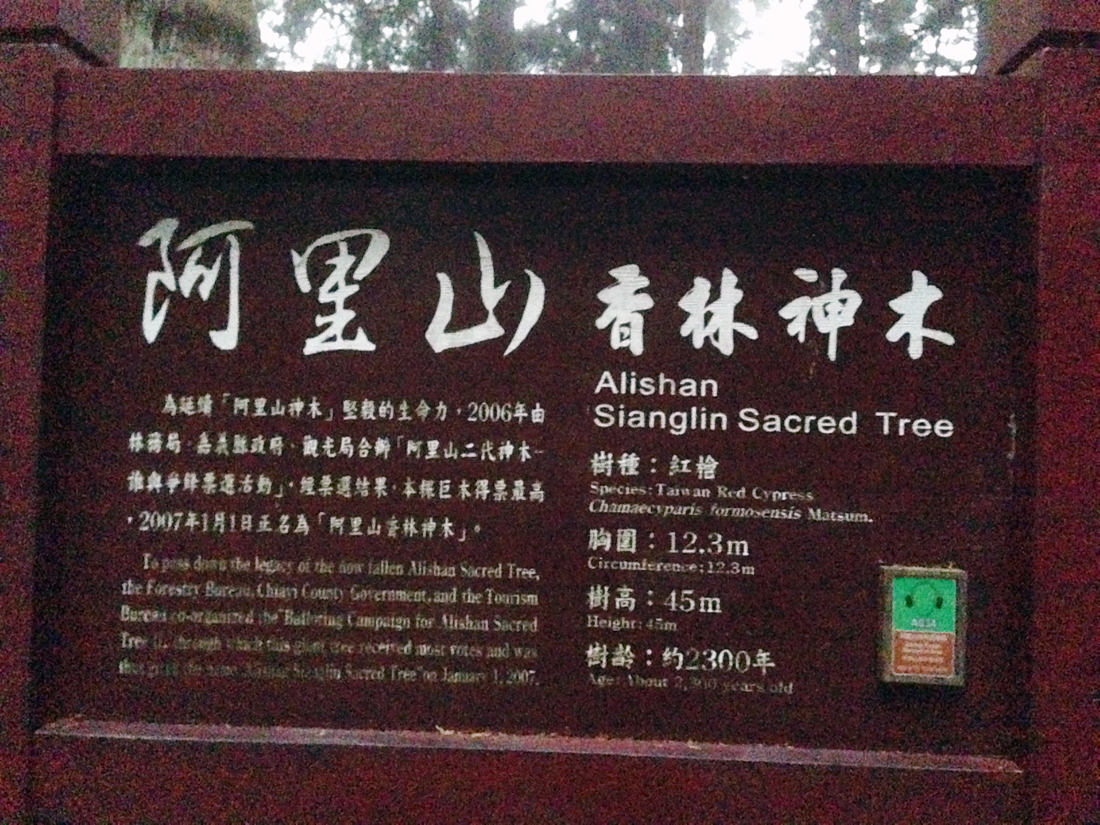 阿里山 香林神木
為延續「阿里山神木」堅毅的生命力，2006年由
林務局、嘉義縣政府、觀光局合辦「阿里山二代神木－
誰與爭鋒票選活動」，經票選結果，本棵巨木得票最高
，2007年1月1日正名為「阿里山香林神木」。
To pass down the legacy of the now fallen Alishan Sacred Tree,
the Forestry Bureau, Chiayi County Government, and the Tourism
Bureau co-organized the "Balloting Campaign for Alishan Sacred
Tree II, through which this giant tree received most votes and was
thus the name "Alishan Sianglin Sacred Tree" on January 1, 2007.
Alishan
Sianglin Sacred Tree
樹種：紅檜
Species: Taiwan Red Cypress
Chamaecyparis formosensis Matsum.
胸圍：12.3m
Circumference: 12.3m
樹高：45m
Height: 45m
樹齡：約2300年
Age: About 2,300 years old